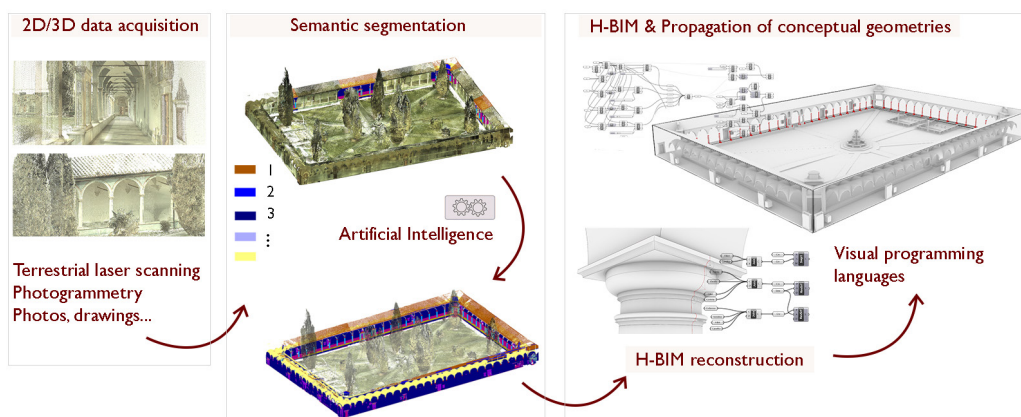 2D/3D data acquisition
Terrestrial laser scanning
Photogrammetry
Photos, drawings...
Semantic segmentation
1
2
3
⋮
Artificial Intelligence
H-BIM & Propagation of conceptual geometries
Visual programming
languages
H-BIM reconstruction